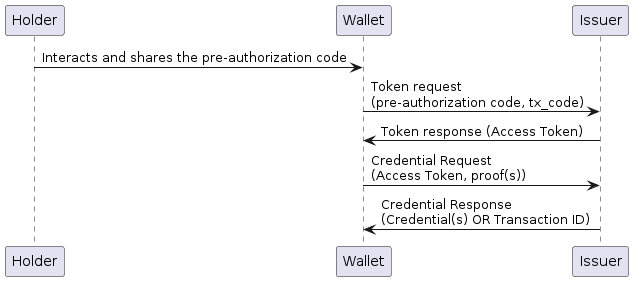 Holder
Wallet
Issuer
Interacts and shares the pre-authorization code
Token request
(pre-authorization code, tx_code)
Token response (Access Token)
Credential Request
(Access Token, proof(s))
Credential Response
(Credential(s) OR Transaction ID)
Holder
Wallet
Issuer